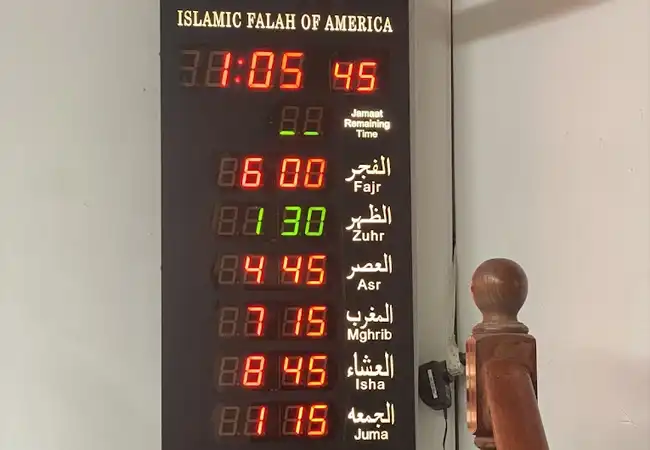 ISLAMIC FALAH OF AMERICA
1:05 45
_ _ Jamaat
Remaining
Time
6 00 الفجر
Fajr
1 30 الظهر
Zuhr
4 45 العصر
Asr
7 15 المغرب
Mghrib
8 45 العشاء
Isha
1 15 الجمعه
Juma